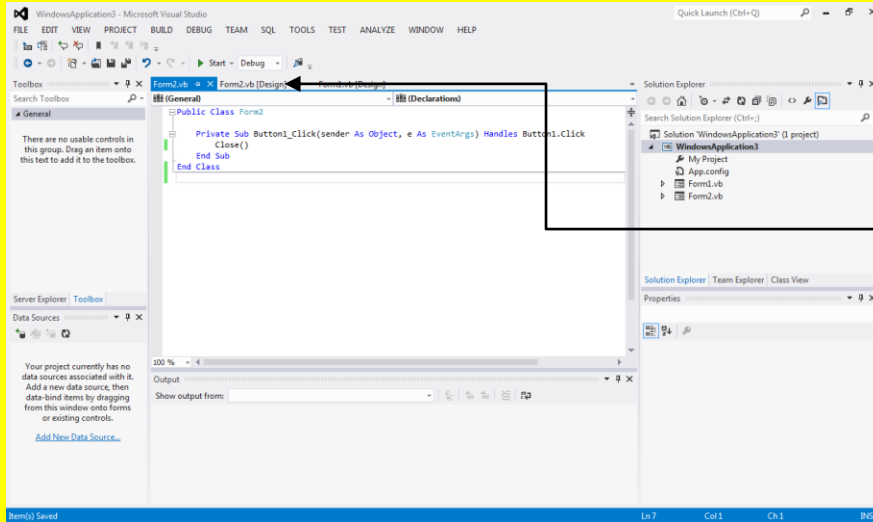 WindowsApplication3 - Microsoft Visual Studio
Quick Launch (Ctrl+Q)
FILE EDIT VIEW PROJECT BUILD DEBUG TEAM SQL TOOLS TEST ANALYZE WINDOW HELP
Start - Debug
Toolbox
Search Toolbox
General
There are no usable controls in
this group. Drag an item onto
this text to add it to the toolbox.
Server Explorer Toolbox
Data Sources
Your project currently has no
data sources associated with it.
Add a new data source, then
data-bind items by dragging
from this window onto forms
or existing controls.
Add New Data Source...
Form2.vb Form2.vb [Design] Form1.vb [Design]
(General) (Declarations)
Public Class Form2
Private Sub Button1_Click(sender As Object, e As EventArgs) Handles Button1.Click
Close()
End Sub
End Class
100 %
Output
Show output from:
Solution Explorer
Search Solution Explorer (Ctrl+;)
Solution 'WindowsApplication3' (1 project)
WindowsApplication3
My Project
App.config
Form1.vb
Form2.vb
Solution Explorer Team Explorer Class View
Properties
Item(s) Saved Ln 7 Col 1 Ch 1 INS